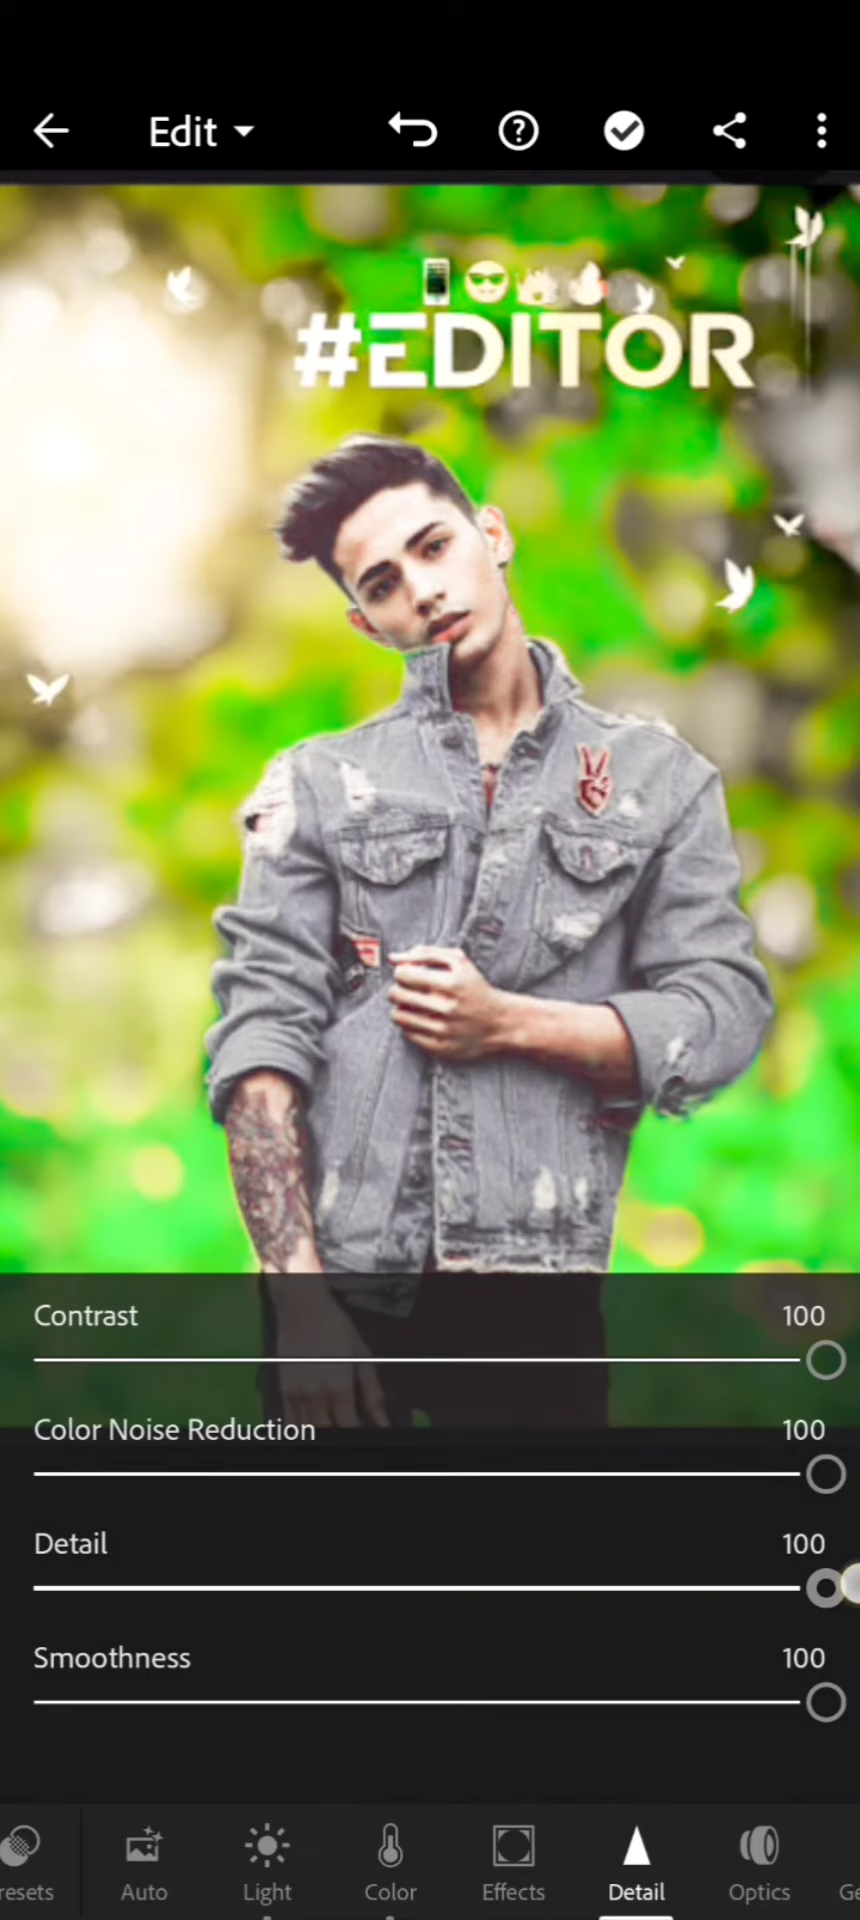 Edit
#EDITOR
Contrast 100
Color Noise Reduction 100
Detail 100
Smoothness 100
resets Auto Light Color Effects Detail Optics Ge